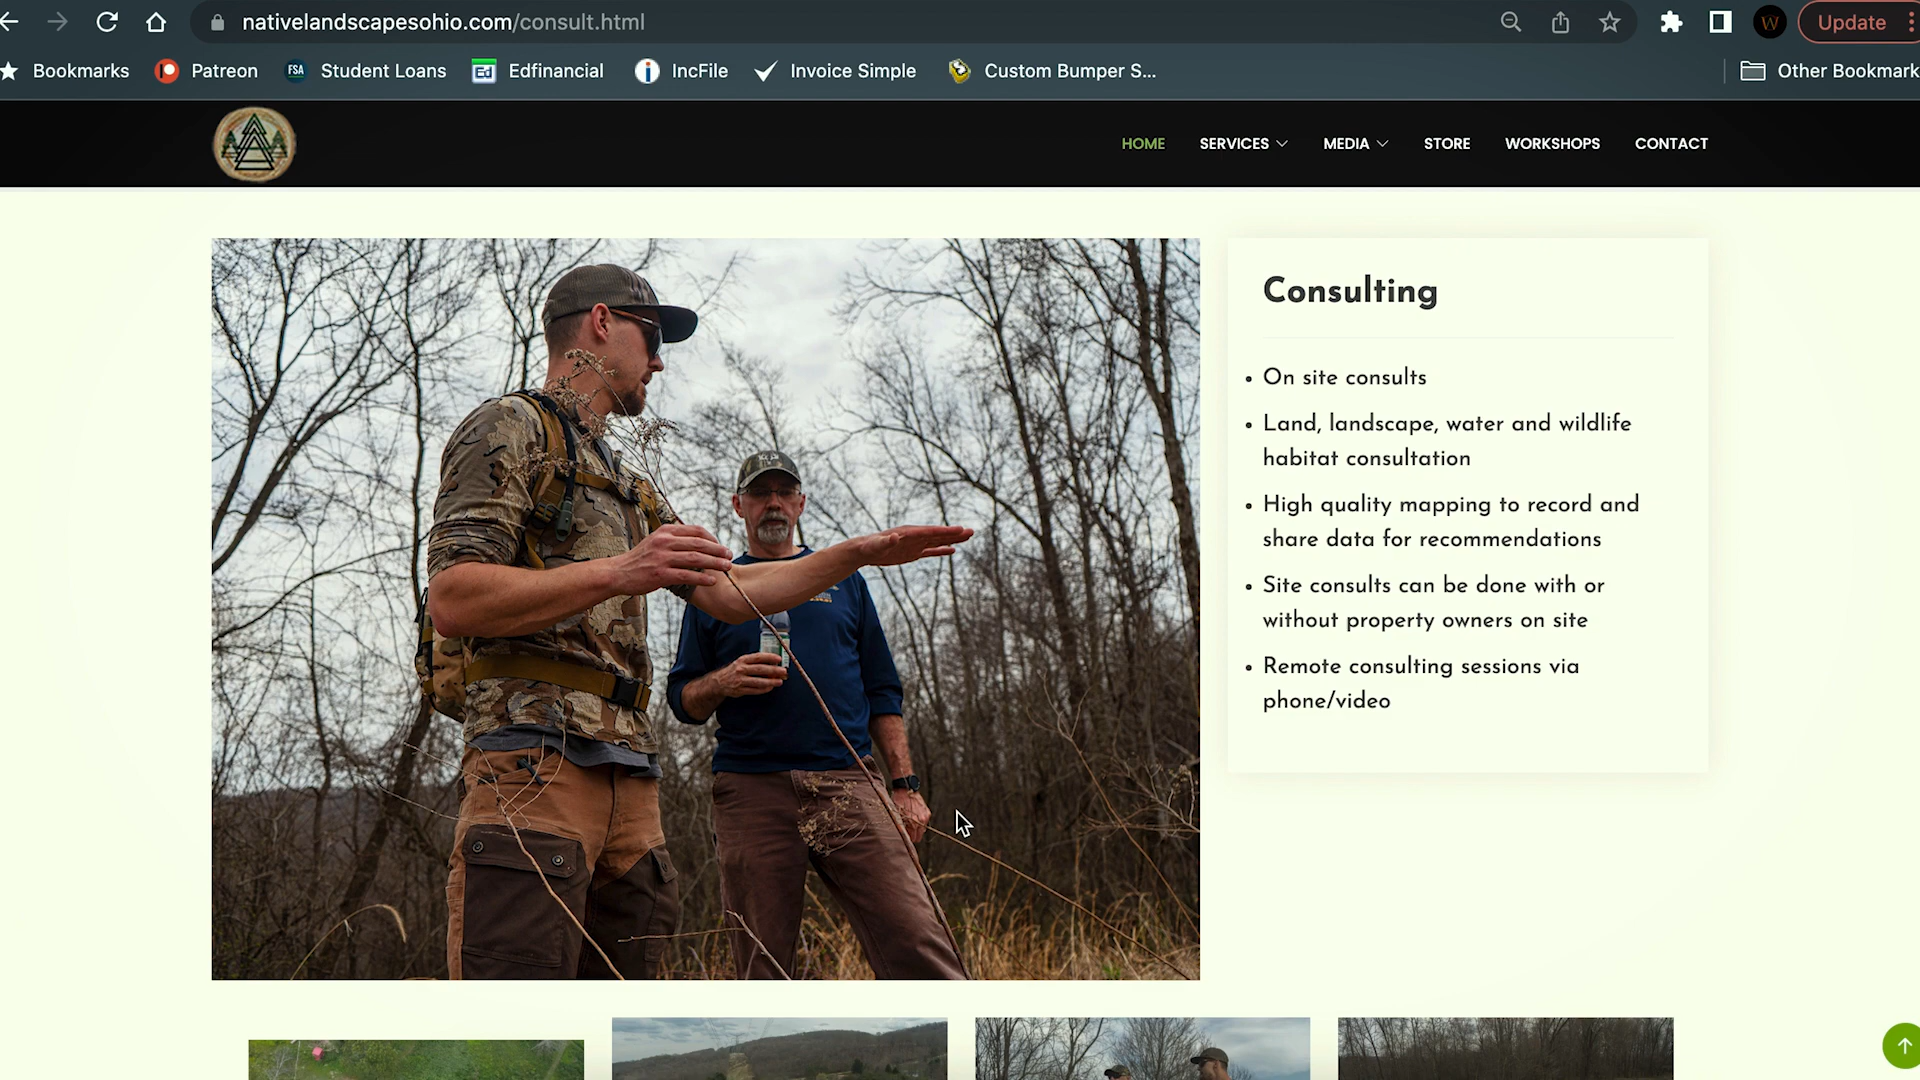 nativelandscapesohio.com/consult.html
W
Update
Bookmarks
Patreon
FSA
Student Loans
Ed
Edfinancial
IncFile
Invoice Simple
Custom Bumper S...
Other Bookmark
HOME
SERVICES
MEDIA
STORE
WORKSHOPS
CONTACT
Consulting
• On site consults
• Land, landscape, water and wildlife
habitat consultation
• High quality mapping to record and
share data for recommendations
• Site consults can be done with or
without property owners on site
• Remote consulting sessions via
phone/video